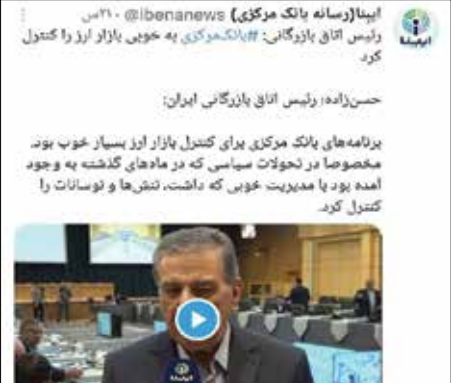 ایبِنا(رسانه بانک مرکزی) @ibenanews · ۲۱س
رئیس اتاق بازرگانی: #بانک‌مرکزی به خوبی بازار ارز را کنترل
کرد
حسن‌زاده؛ رئیس اتاق بازرگانی ایران:
برنامه‌های بانک مرکزی برای کنترل بازار ارز بسیار خوب بود.
مخصوصا در تحولات سیاسی که در ماه‌های گذشته به وجود
آمده بود با مدیریت خوبی که داشت، تنش‌ها و نوسانات را
کنترل کرد.